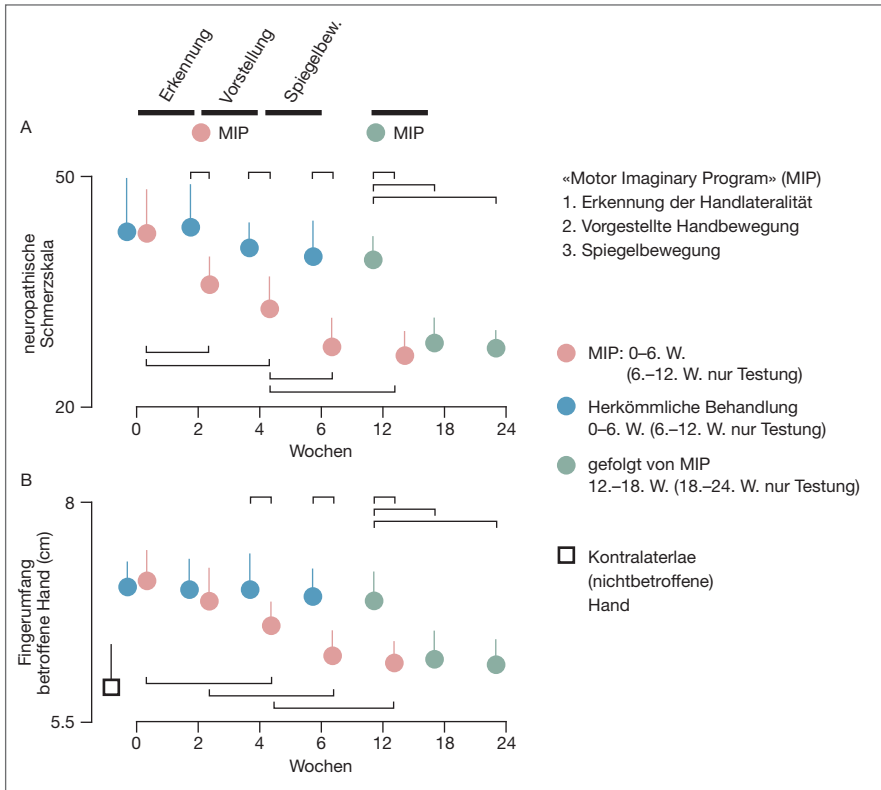 Erkennung
Vorstellung
Spiegelbew.
A
MIP
MIP
50
neuropathische
Schmerzskala
20
0 2 4 6 12 18 24
Wochen
«Motor Imaginary Program» (MIP)
1. Erkennung der Handlateralität
2. Vorgestellte Handbewegung
3. Spiegelbewegung
MIP: 0–6. W.
(6.–12. W. nur Testung)
Herkömmliche Behandlung
0–6. W. (6.–12. W. nur Testung)
gefolgt von MIP
12.–18. W. (18.–24. W. nur Testung)
Kontralaterlae
(nichtbetroffene)
Hand
B
8
Fingerumfang
betroffene Hand (cm)
5.5
0 2 4 6 12 18 24
Wochen